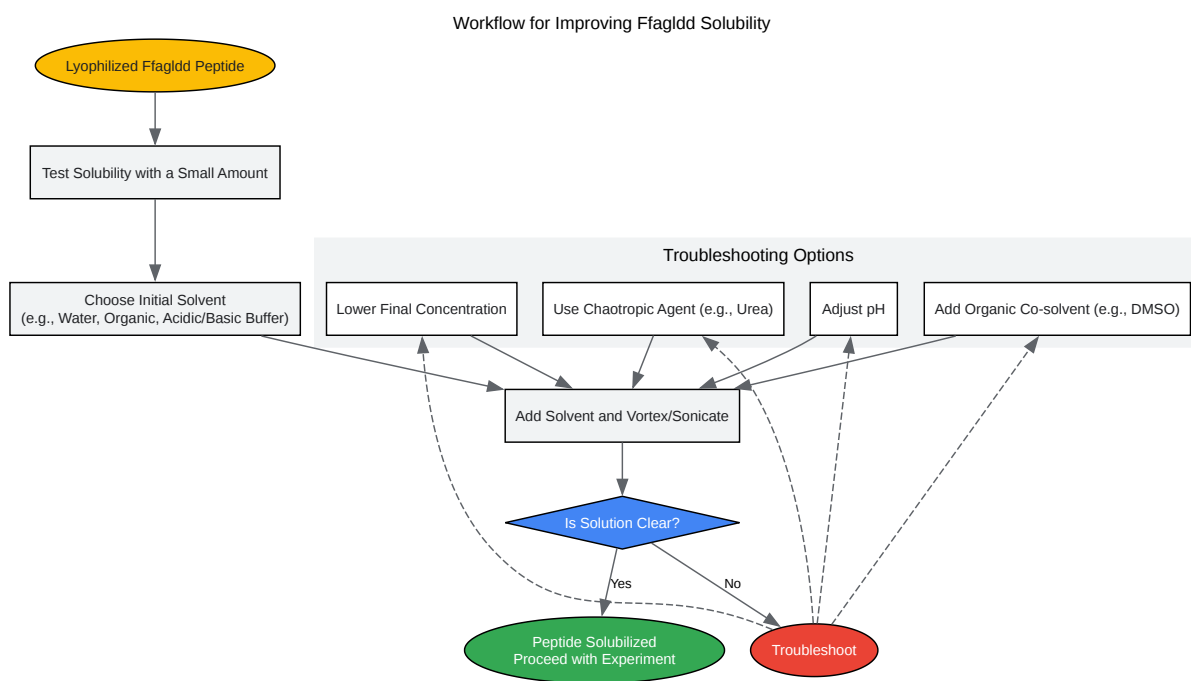 Workflow for Improving Ffagldd Solubility
Lyophilized Ffagldd Peptide
Test Solubility with a Small Amount
Troubleshooting Options
Choose Initial Solvent
(e.g., Water, Organic, Acidic/Basic Buffer)
Lower Final Concentration
Use Chaotropic Agent (e.g., Urea)
Adjust pH
Add Organic Co-solvent (e.g., DMSO)
Add Solvent and Vortex/Sonicate
Is Solution Clear?
Yes
No
Peptide Solubilized
Proceed with Experiment
Troubleshoot